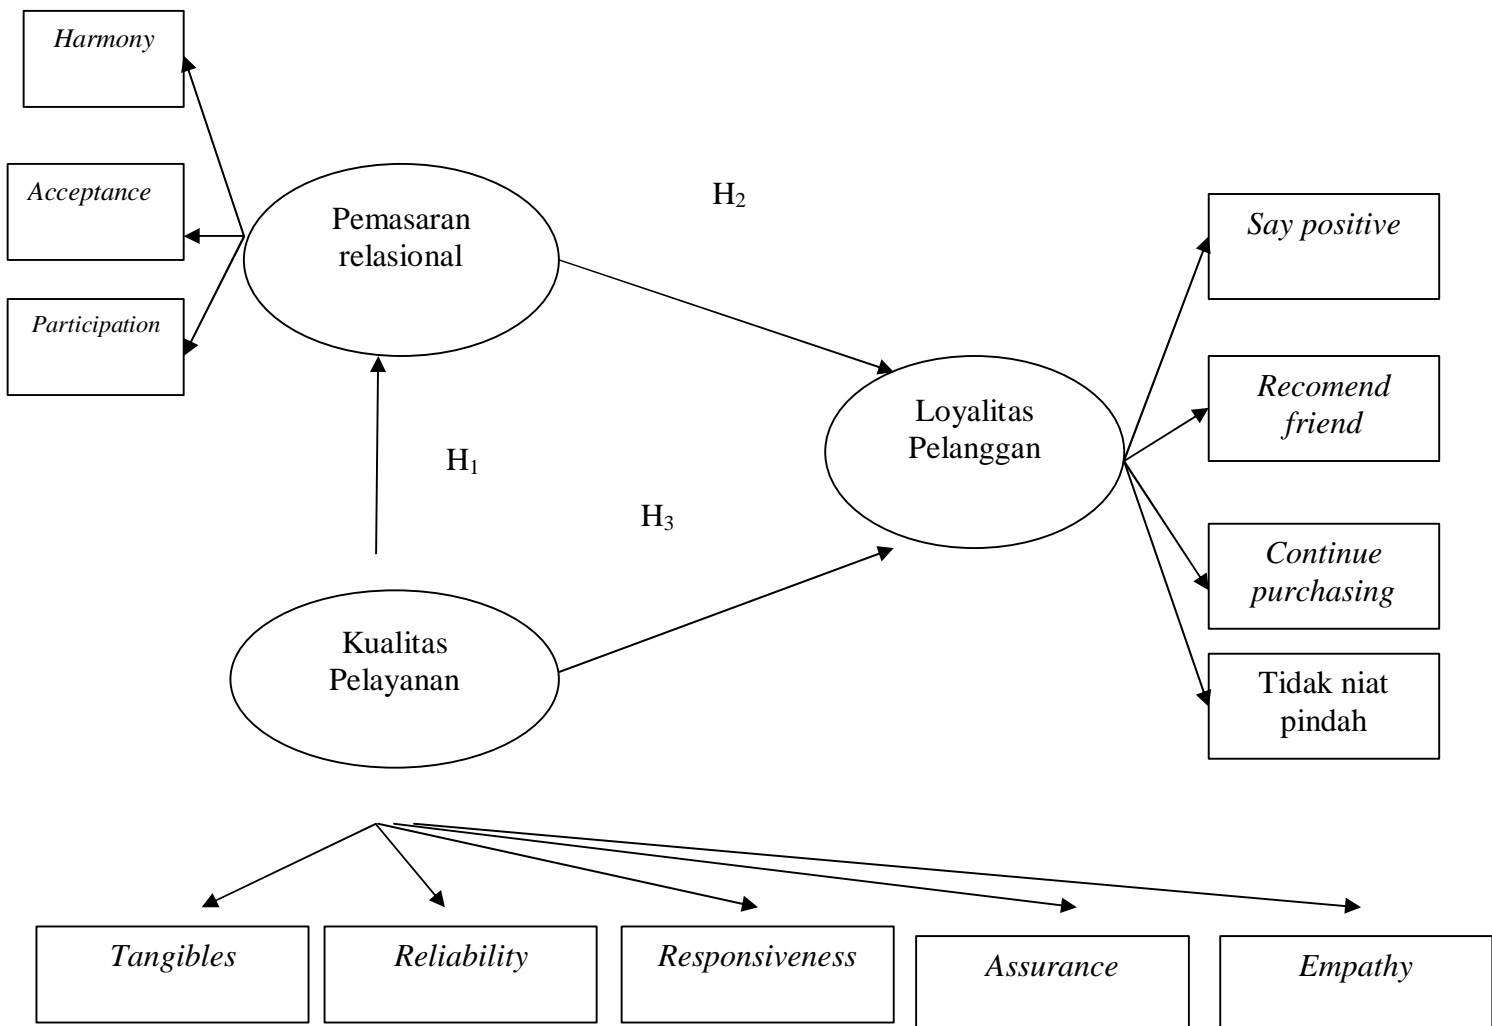 Harmony
Acceptance
Participation
Pemasaran
relasional
H₂
H₁
H₃
Loyalitas
Pelanggan
Say positive
Recomend
friend
Continue
purchasing
Tidak niat
pindah
Kualitas
Pelayanan
Tangibles
Reliability
Responsiveness
Assurance
Empathy